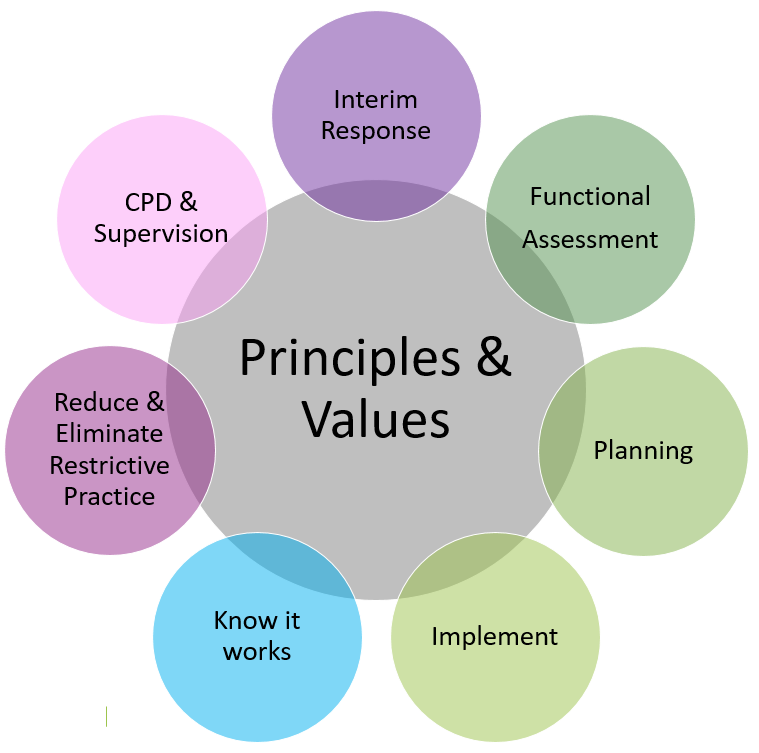 Interim
Response
Functional
Assessment
Planning
Implement
Know it
works
Reduce &
Eliminate
Restrictive
Practice
CPD &
Supervision
Principles &
Values